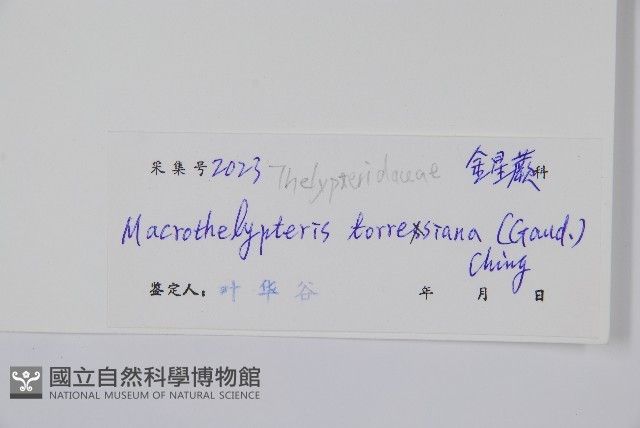 采集号 2023 Thelypteridaceae 金星蕨科
Macrothelypteris torresiana (Gaud.)
Ching
鉴定人: 叶华谷 年 月 日
國立自然科學博物館
NATIONAL MUSEUM OF NATURAL SCIENCE